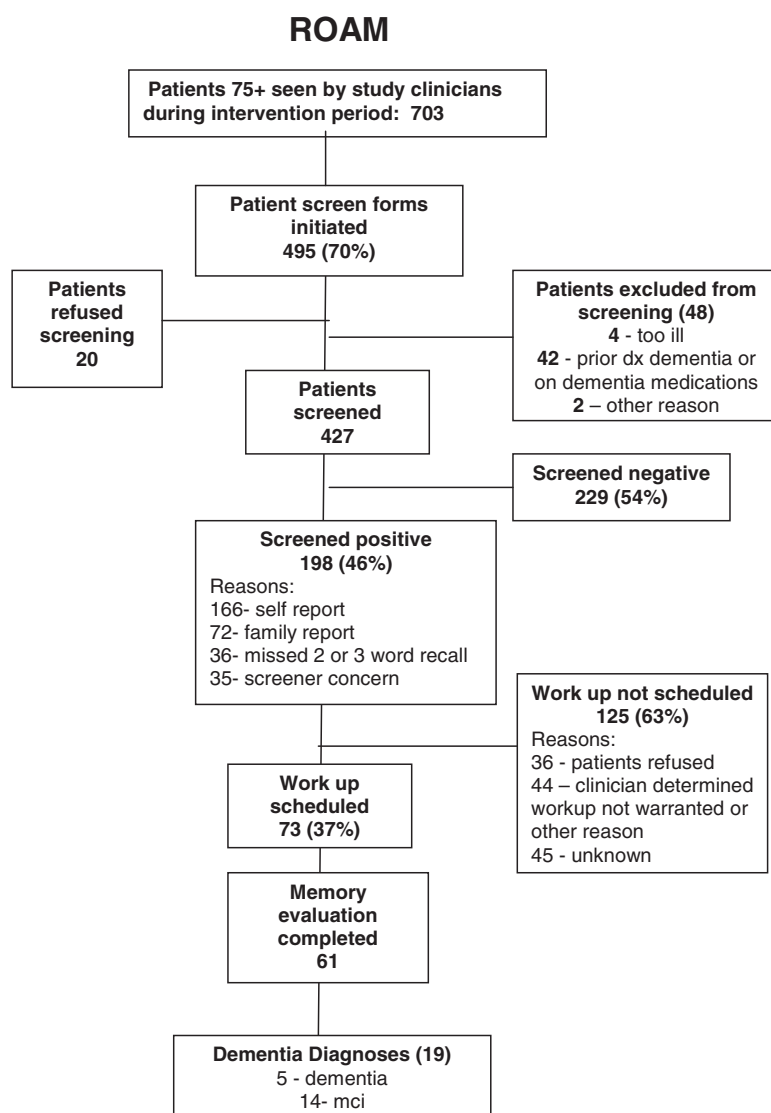 ROAM
Patients 75+ seen by study clinicians
during intervention period: 703
Patient screen forms
initiated
495 (70%)
Patients
refused
screening
20
Patients excluded from
screening (48)
4 - too ill
42 - prior dx dementia or
on dementia medications
2 – other reason
Patients
screened
427
Screened negative
229 (54%)
Screened positive
198 (46%)
Reasons:
166- self report
72- family report
36- missed 2 or 3 word recall
35- screener concern
Work up not scheduled
125 (63%)
Reasons:
36 - patients refused
44 – clinician determined
workup not warranted or
other reason
45 - unknown
Work up
scheduled
73 (37%)
Memory
evaluation
completed
61
Dementia Diagnoses (19)
5 - dementia
14- mci